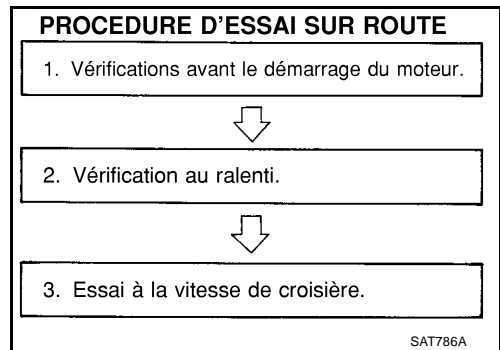 PROCEDURE D'ESSAI SUR ROUTE
1. Vérifications avant le démarrage du moteur.
2. Vérification au ralenti.
3. Essai à la vitesse de croisière.
SAT786A